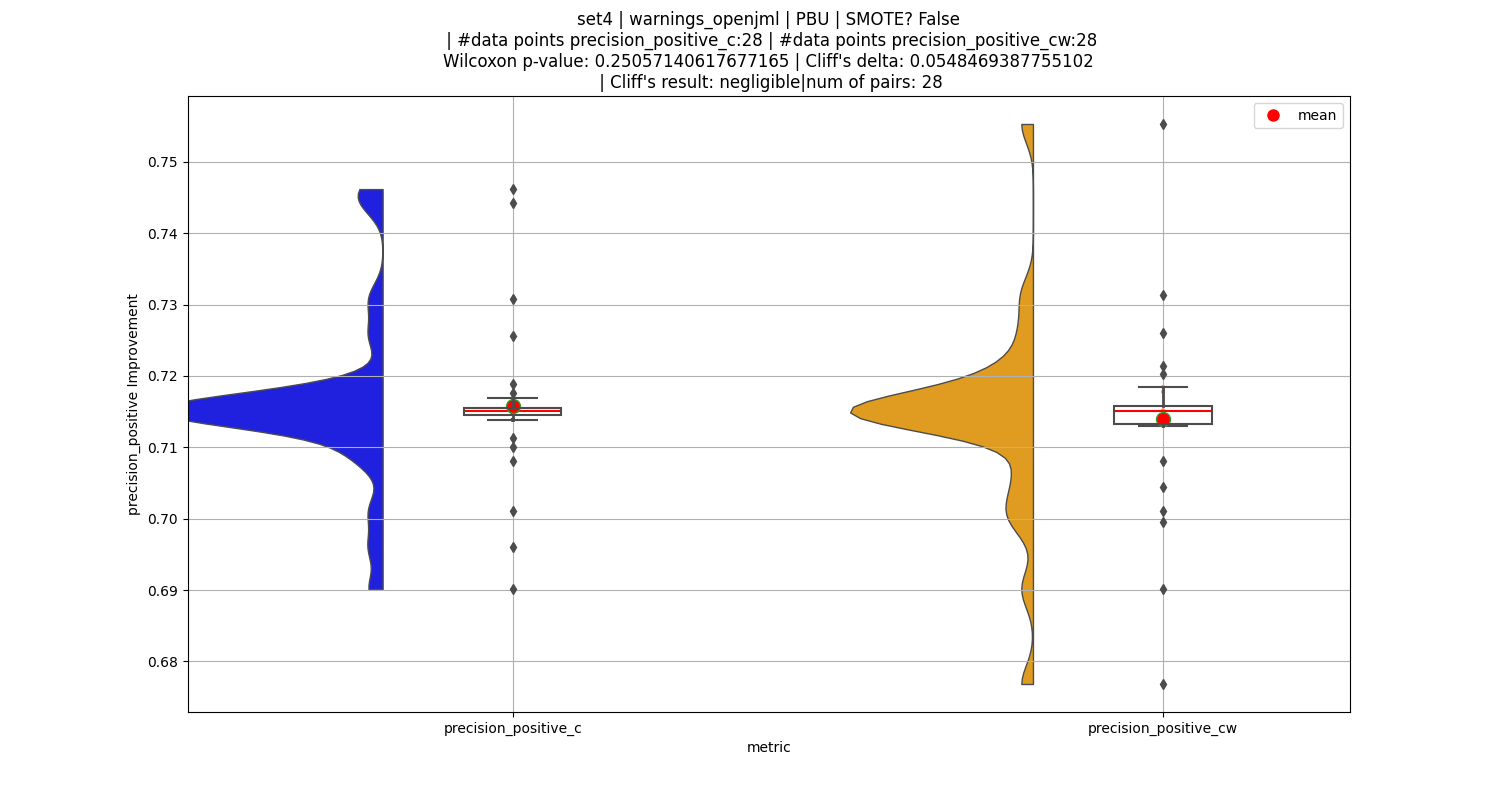 set4 | warnings_openjml | PBU | SMOTE? False
| #data points precision_positive_c:28 | #data points precision_positive_cw:28
Wilcoxon p-value: 0.25057140617677165 | Cliff's delta: 0.0548469387755102
| Cliff's result: negligible|num of pairs: 28
mean
0.75
0.74
0.73
0.72
0.71
0.70
0.69
0.68
precision_positive Improvement
precision_positive_c
precision_positive_cw
metric